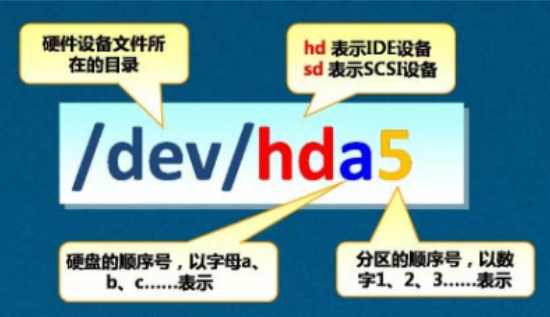 硬件设备文件所
在的目录
hd 表示IDE设备
sd 表示SCSI设备
/dev/hda5
硬盘的顺序号，以字母a、
b、c……表示
分区的顺序号，以数
字1、2、3……表示